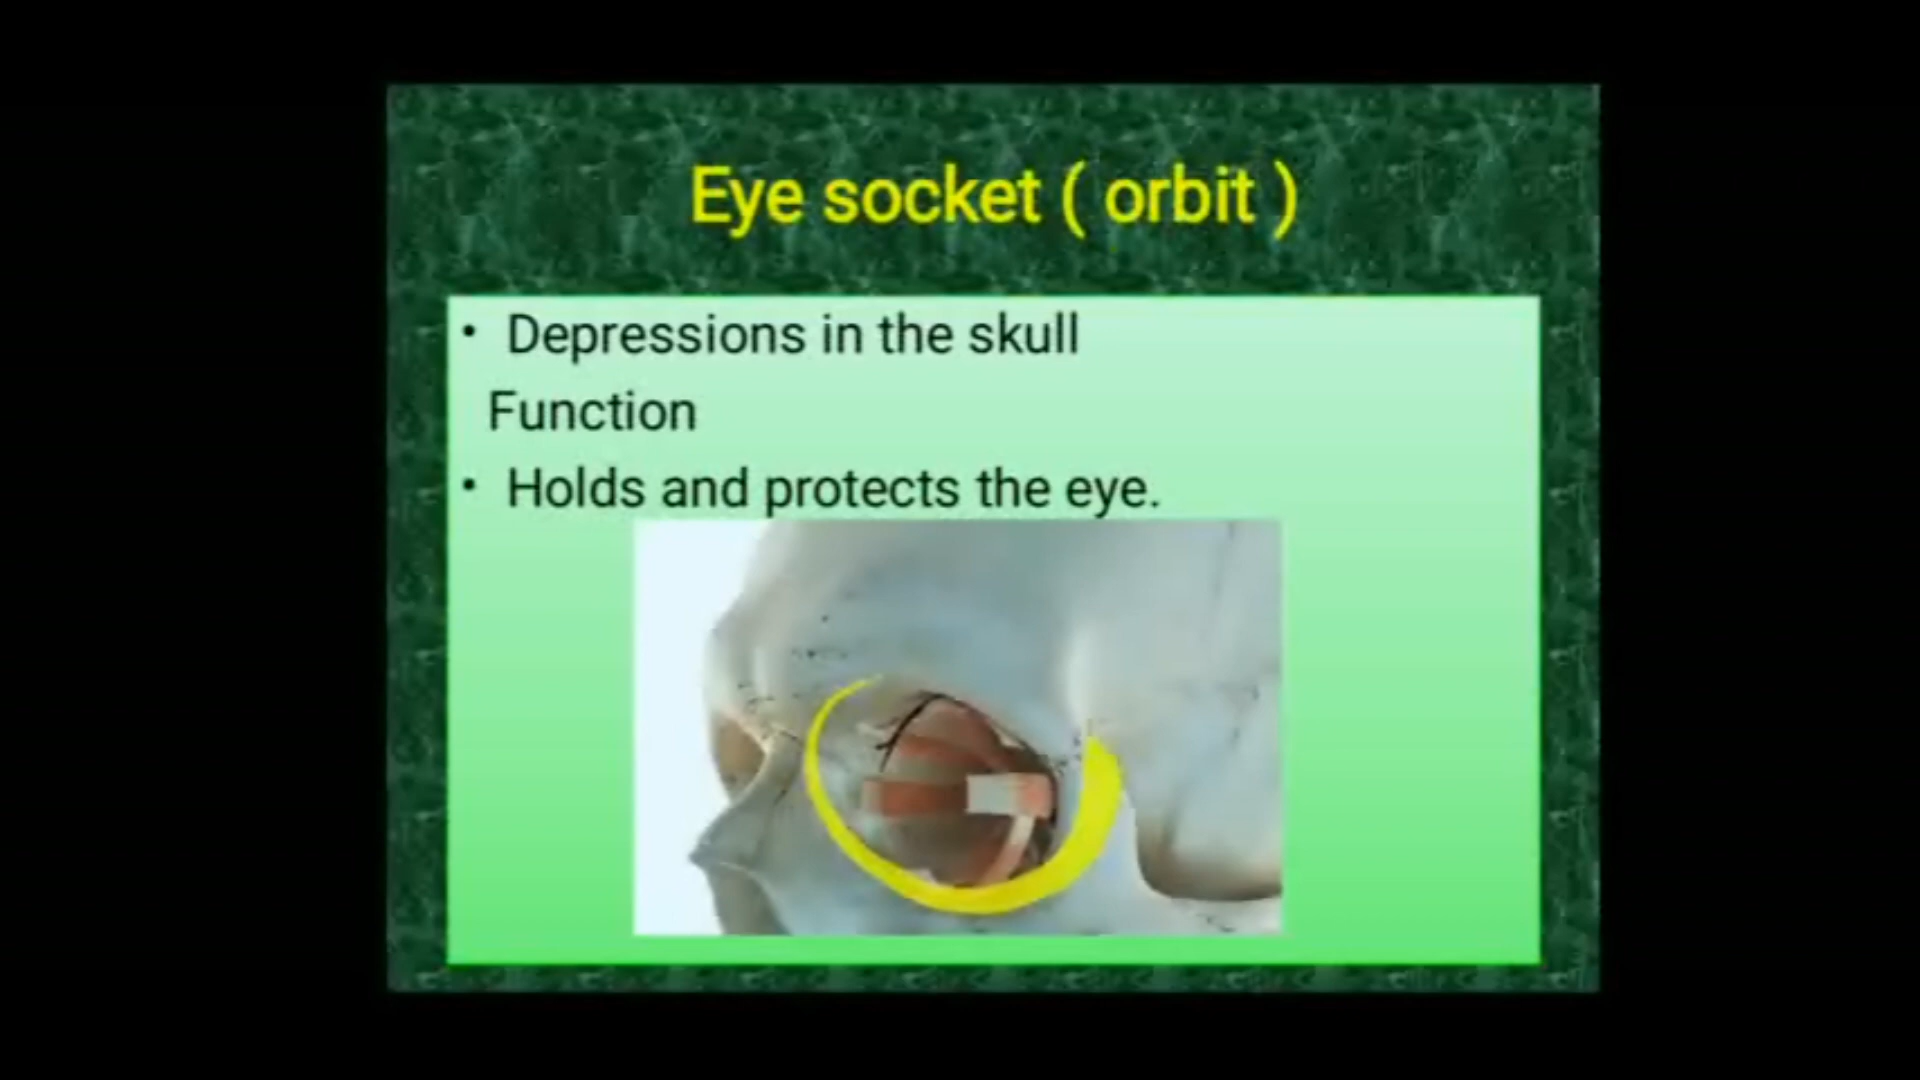 Eye socket ( orbit )
• Depressions in the skull
Function
• Holds and protects the eye.